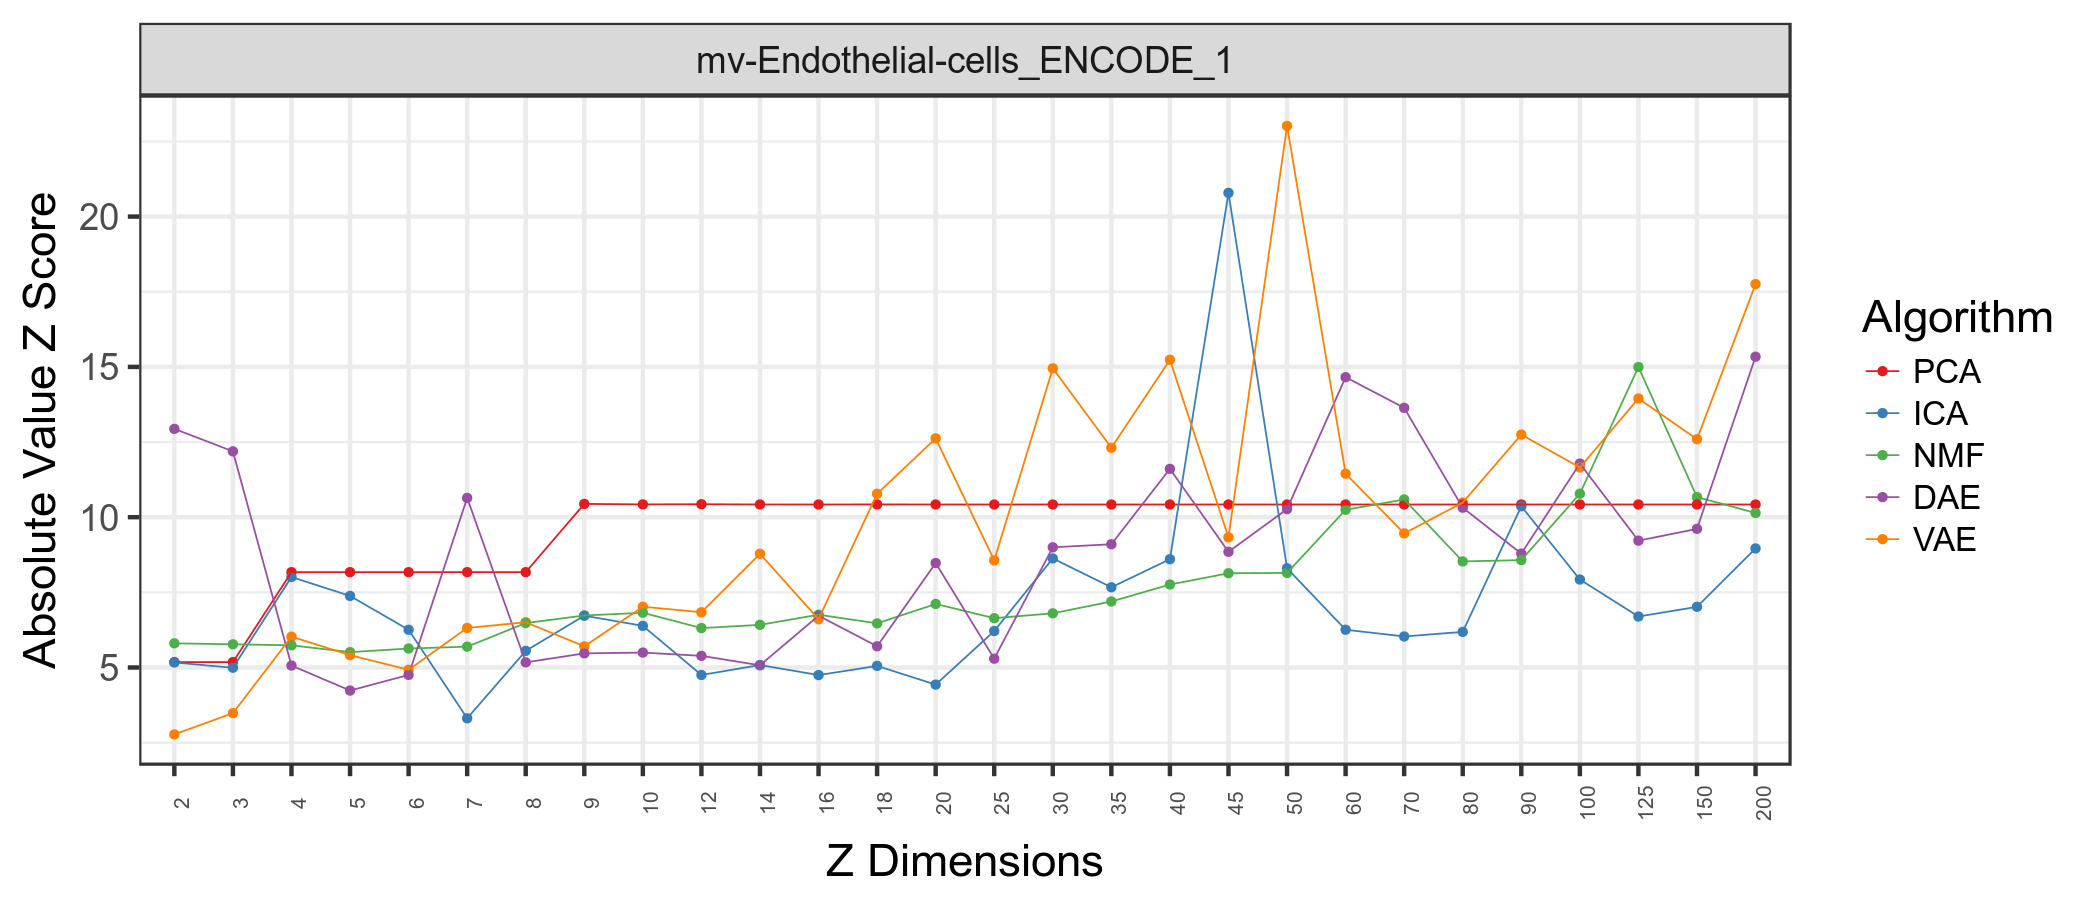 mv-Endothelial-cells_ENCODE_1
Absolute Value Z Score
20
15
10
5
2 3 4 5 6 7 8 9 10 12 14 16 18 20 25 30 35 40 45 50 60 70 80 90 100 125 150 200
Z Dimensions
Algorithm
PCA
ICA
NMF
DAE
VAE